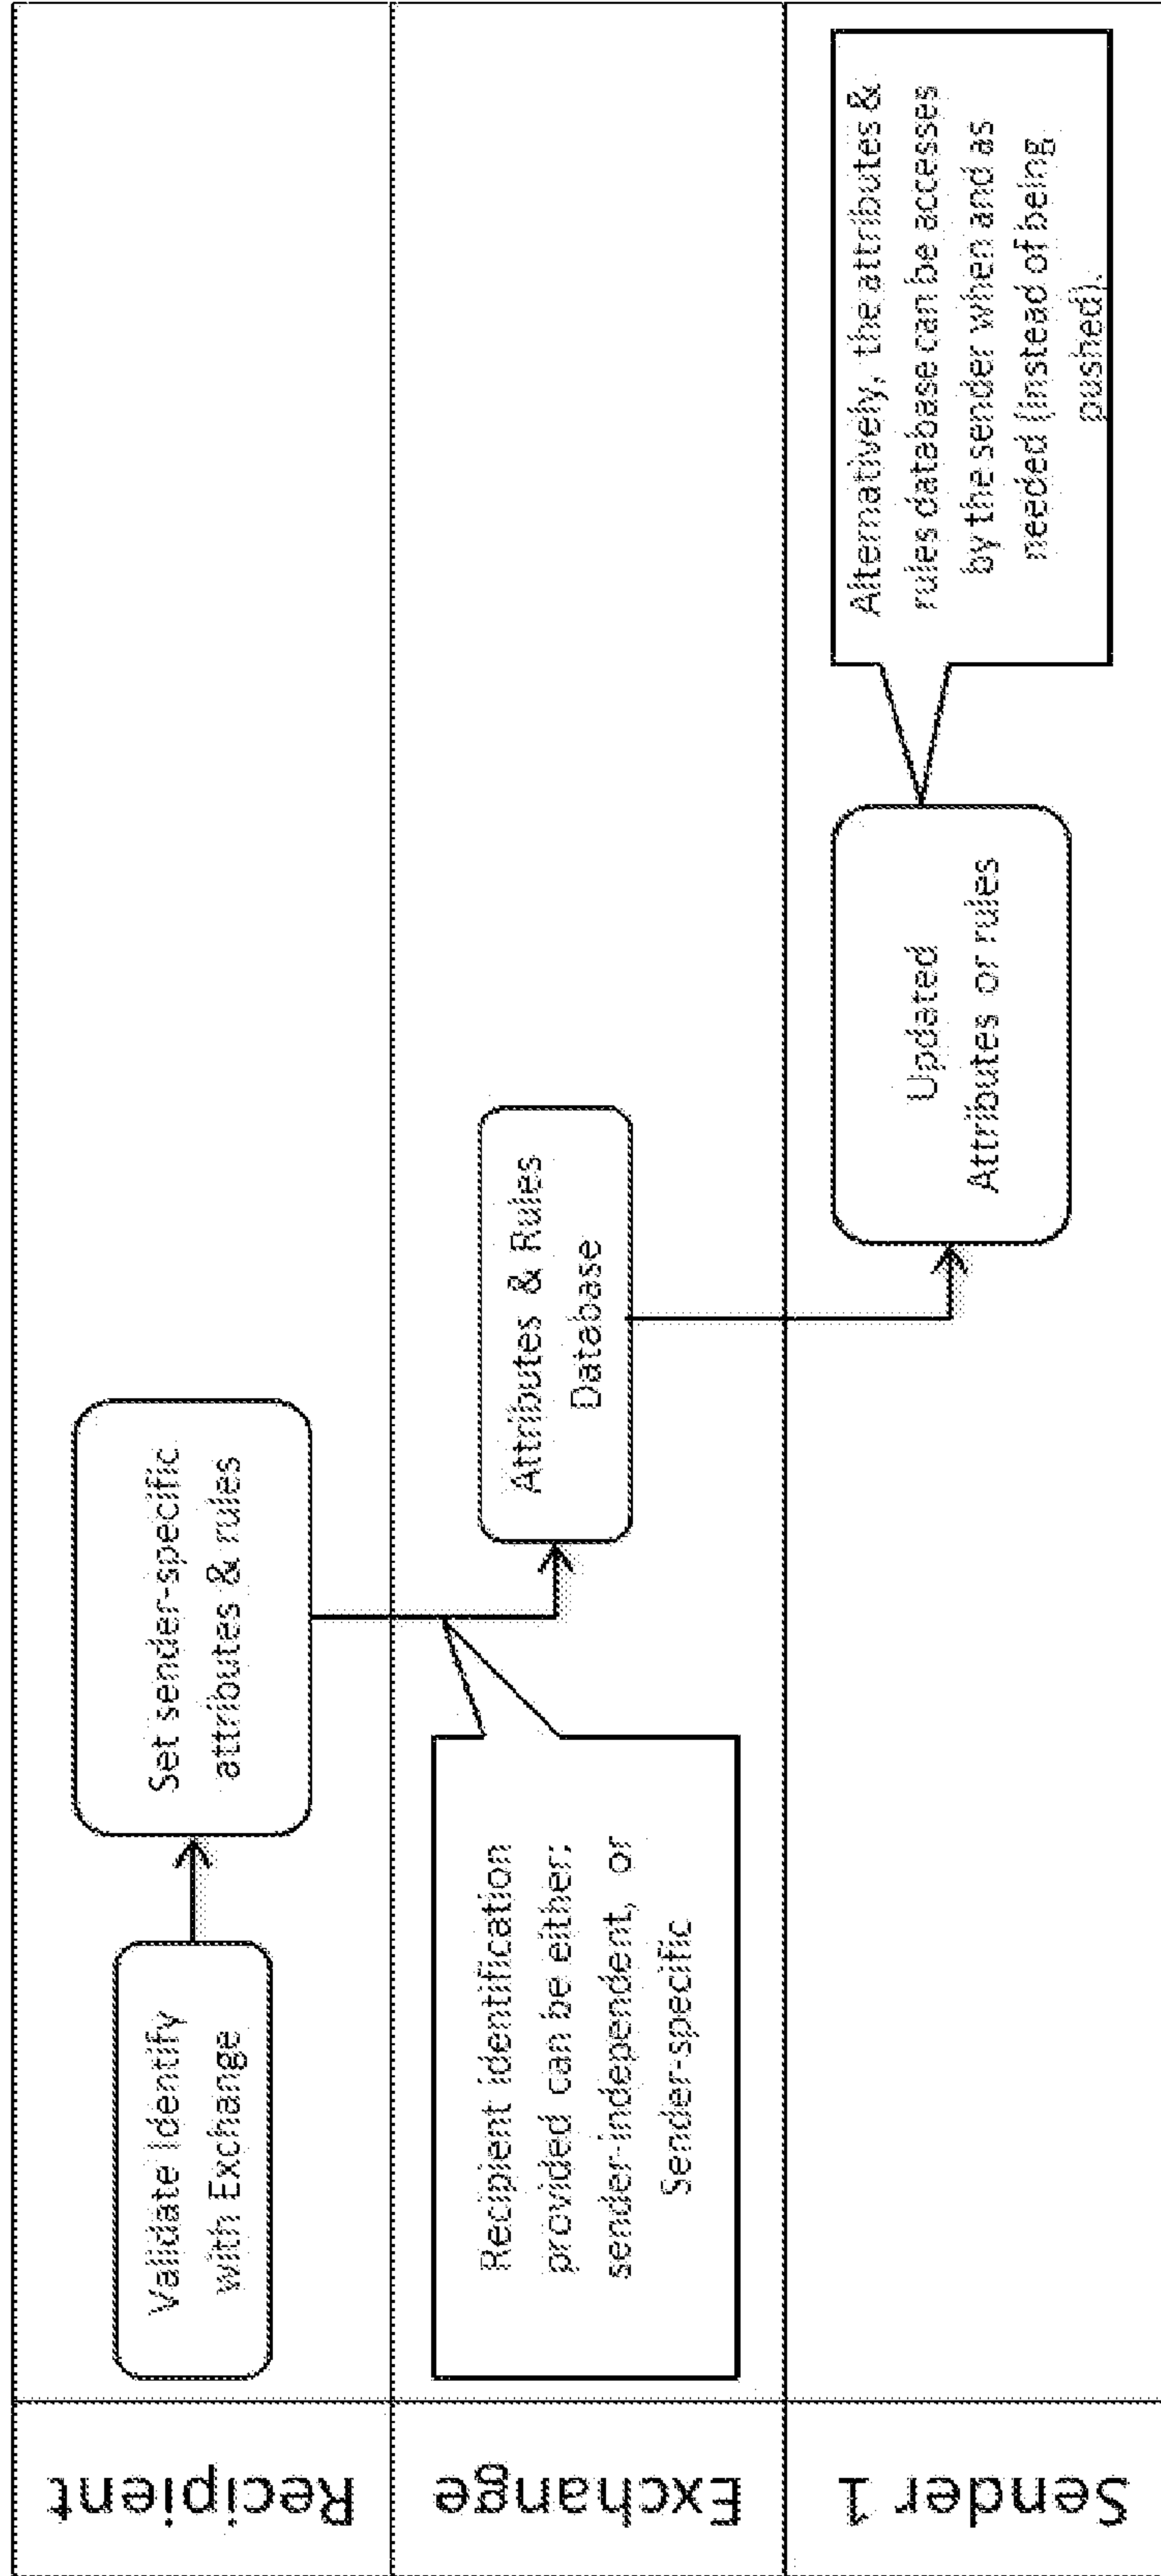 Recipient
Validate Identify
with Exchange
Set sender-specific
attributes & rules
Exchange
Recipient identification
provided can be either;
sender-independent, or
Sender-specific
Attributes & Rules
Database
Sender 1
Updated
Attributes or rules
Alternatively, the attributes &
rules database can be accesses
by the sender when and as
needed (instead of being
pushed).